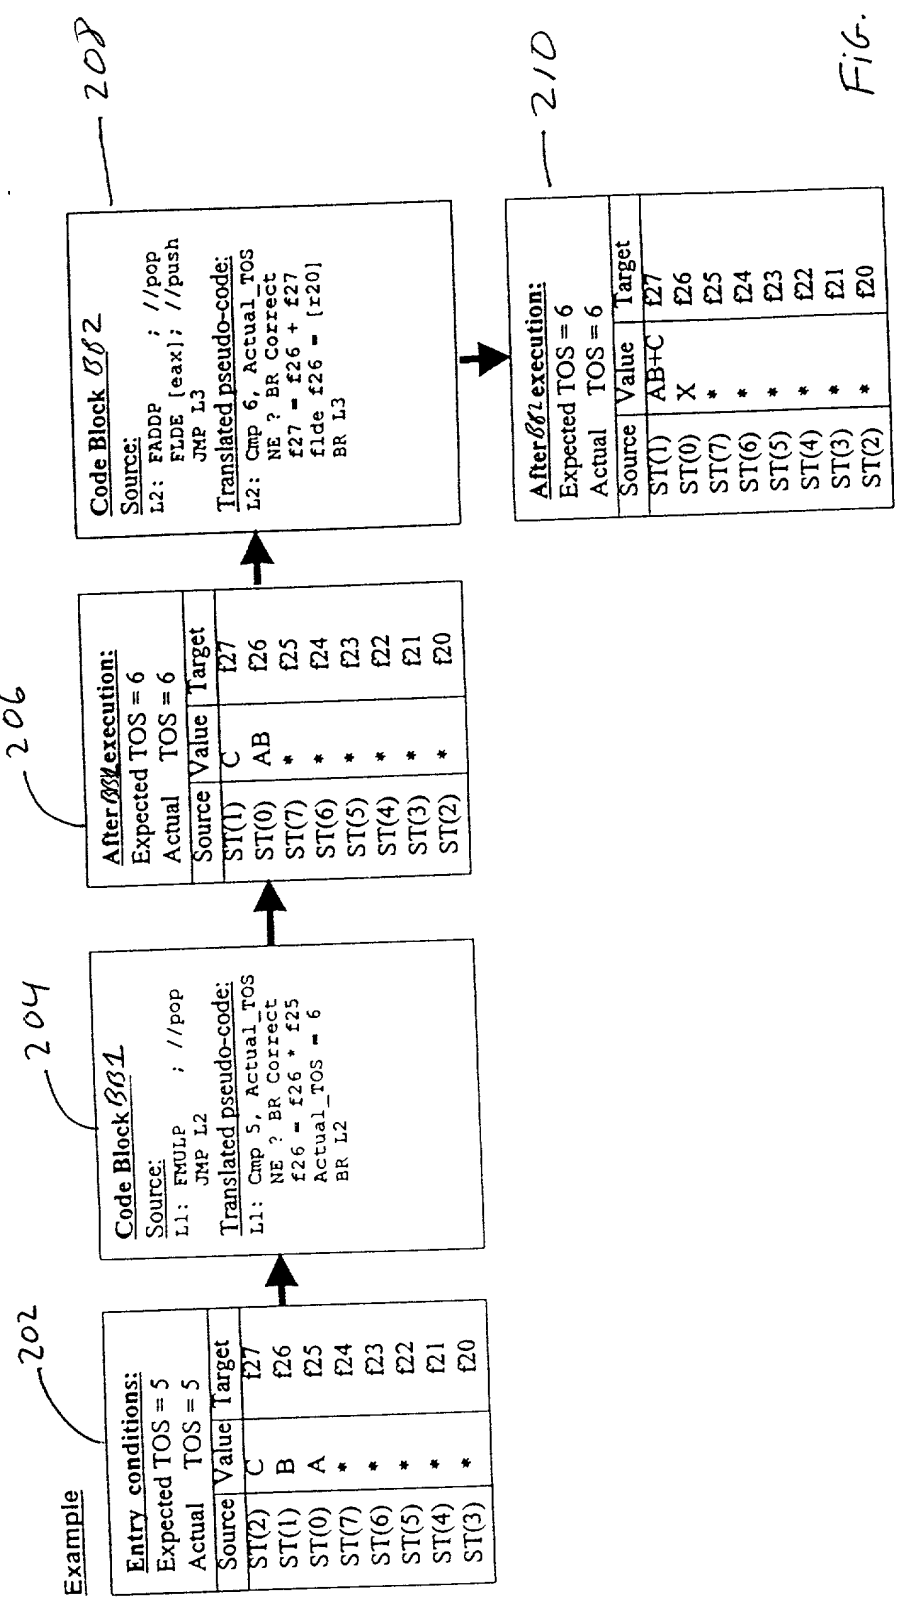 Example
202
Entry conditions:
Expected TOS = 5
Actual TOS = 5
Source Value Target
ST(2) C f27
ST(1) B f26
ST(0) A f25
ST(7) * f24
ST(6) * f23
ST(5) * f22
ST(4) * f21
ST(3) * f20
204
Code Block BB1
Source:
L1: FMULP ; //pop
JMP L2
Translated pseudo-code:
L1: Cmp 5, Actual_TOS
NE ? BR Correct
f26 = f26 * f25
Actual_TOS = 6
BR L2
206
After BB1 execution:
Expected TOS = 6
Actual TOS = 6
Source Value Target
ST(1) C f27
ST(0) AB f26
ST(7) * f25
ST(6) * f24
ST(5) * f23
ST(4) * f22
ST(3) * f21
ST(2) * f20
208
Code Block BB2
Source:
L2: FADDP ; //pop
FLDE [eax]; //push
JMP L3
Translated pseudo-code:
L2: Cmp 6, Actual_TOS
NE ? BR Correct
f27 = f26 + f27
flde f26 = [r20]
BR L3
210
After BB2 execution:
Expected TOS = 6
Actual TOS = 6
Source Value Target
ST(1) AB+C f27
ST(0) X f26
ST(7) * f25
ST(6) * f24
ST(5) * f23
ST(4) * f22
ST(3) * f21
ST(2) * f20
FiG.